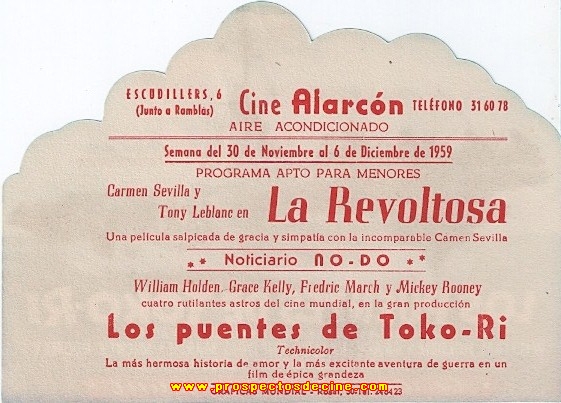 ESCUDILLERS, 6
(Junto a Ramblas)
Cine Alarcón
TELÉFONO 31 60 78
AIRE ACONDICIONADO
Semana del 30 de Noviembre al 6 de Diciembre de 1959
PROGRAMA APTO PARA MENORES
Carmen Sevilla y
Tony Leblanc en
La Revoltosa
Una película salpicada de gracia y simpatía con la incomparable Camen Sevilla
** Noticiario NO-DO **
William Holden, Grace Kelly, Fredric March y Mickey Rooney
cuatro rutilantes astros del cine mundial, en la gran producción
Los puentes de Toko-Ri
Technicolor
La más hermosa historia de amor y la más excitante aventura de guerra en un
film de épica grandeza
www.prospectosdecine.com
GRAFICAS MUNDIAL -